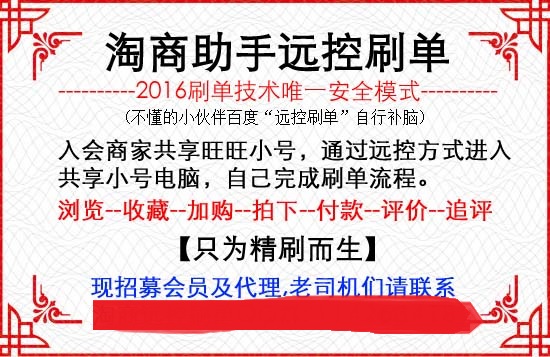 淘商助手远控刷单
----------2016刷单技术唯一安全模式----------
(不懂的小伙伴百度“远控刷单”自行补脑)
入会商家共享旺旺小号，通过远控方式进入
共享小号电脑，自己完成刷单流程。
浏览--收藏--加购--拍下--付款--评价--追评
【只为精刷而生】
现招募会员及代理,老司机们请联系